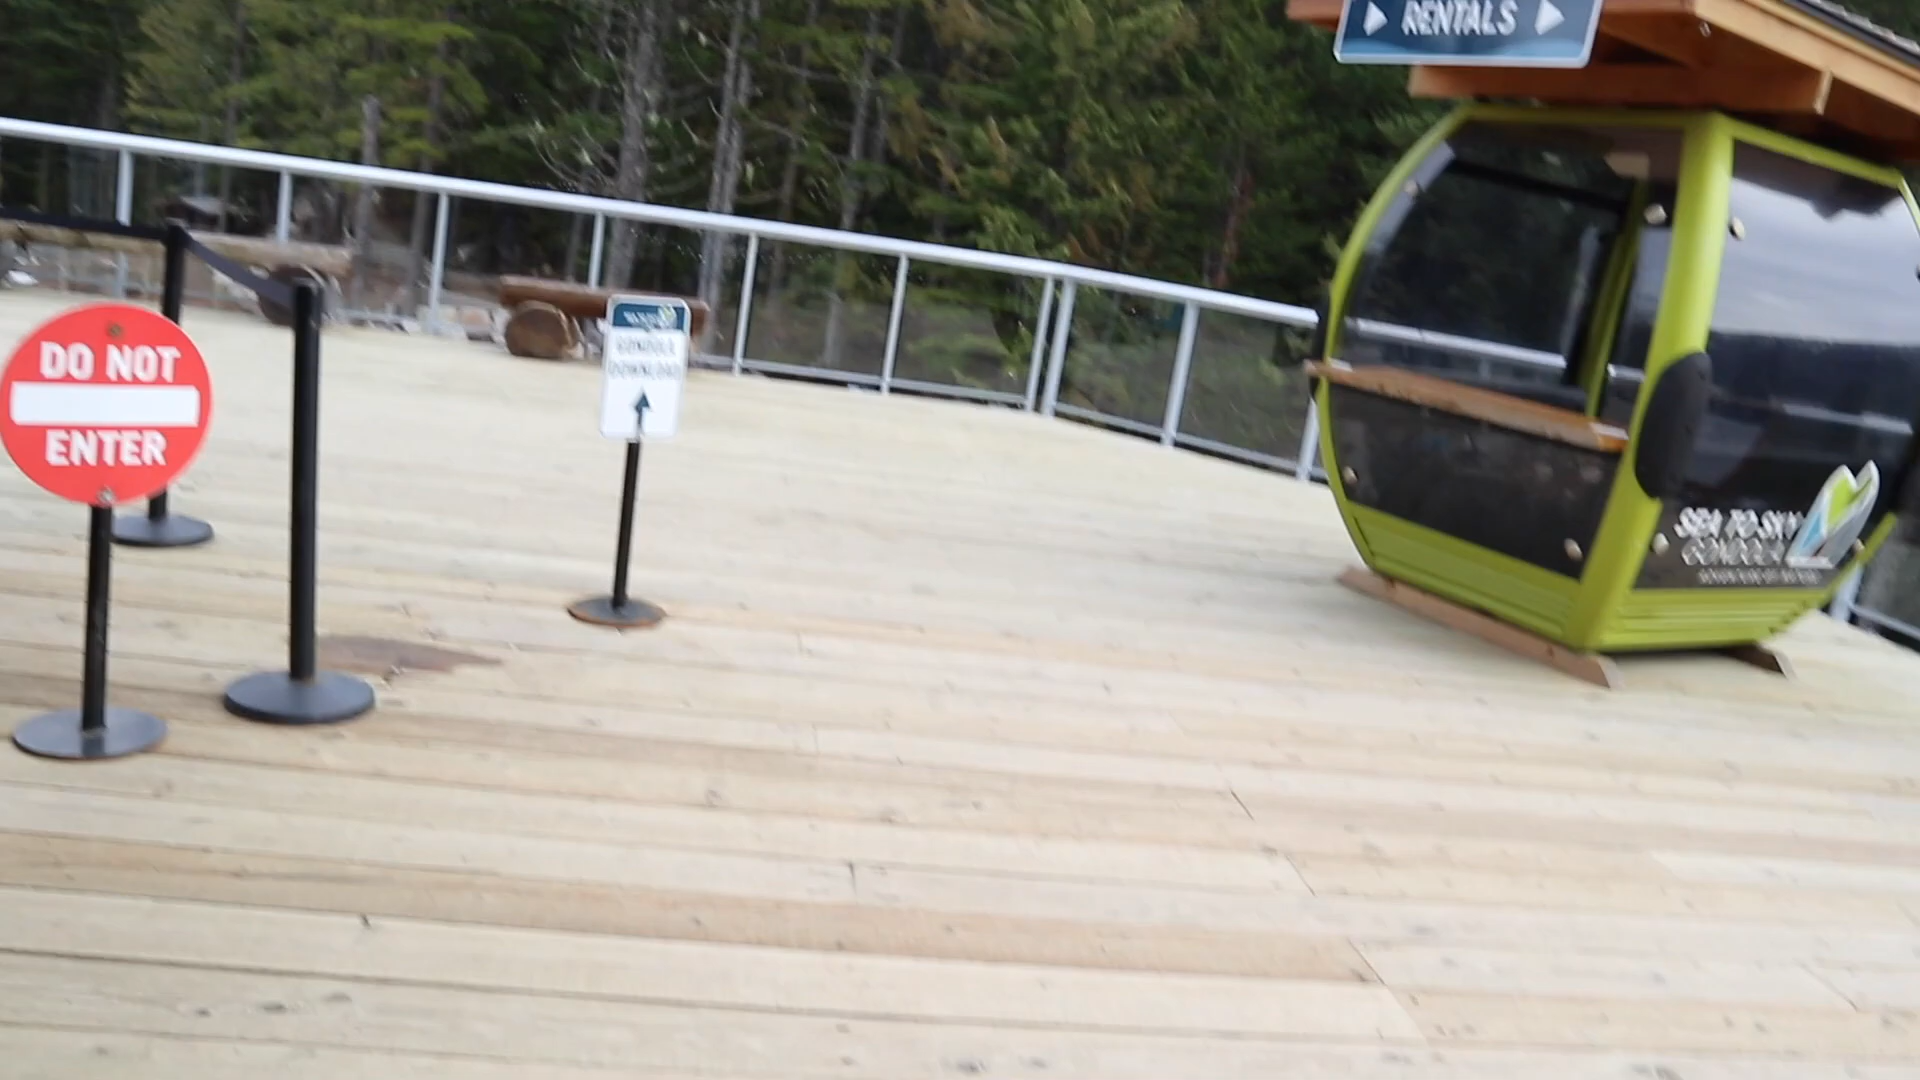 RENTALS
DO NOT
ENTER
GONDOLA
DOWNLOAD
SEA TO SKY
GONDOLA